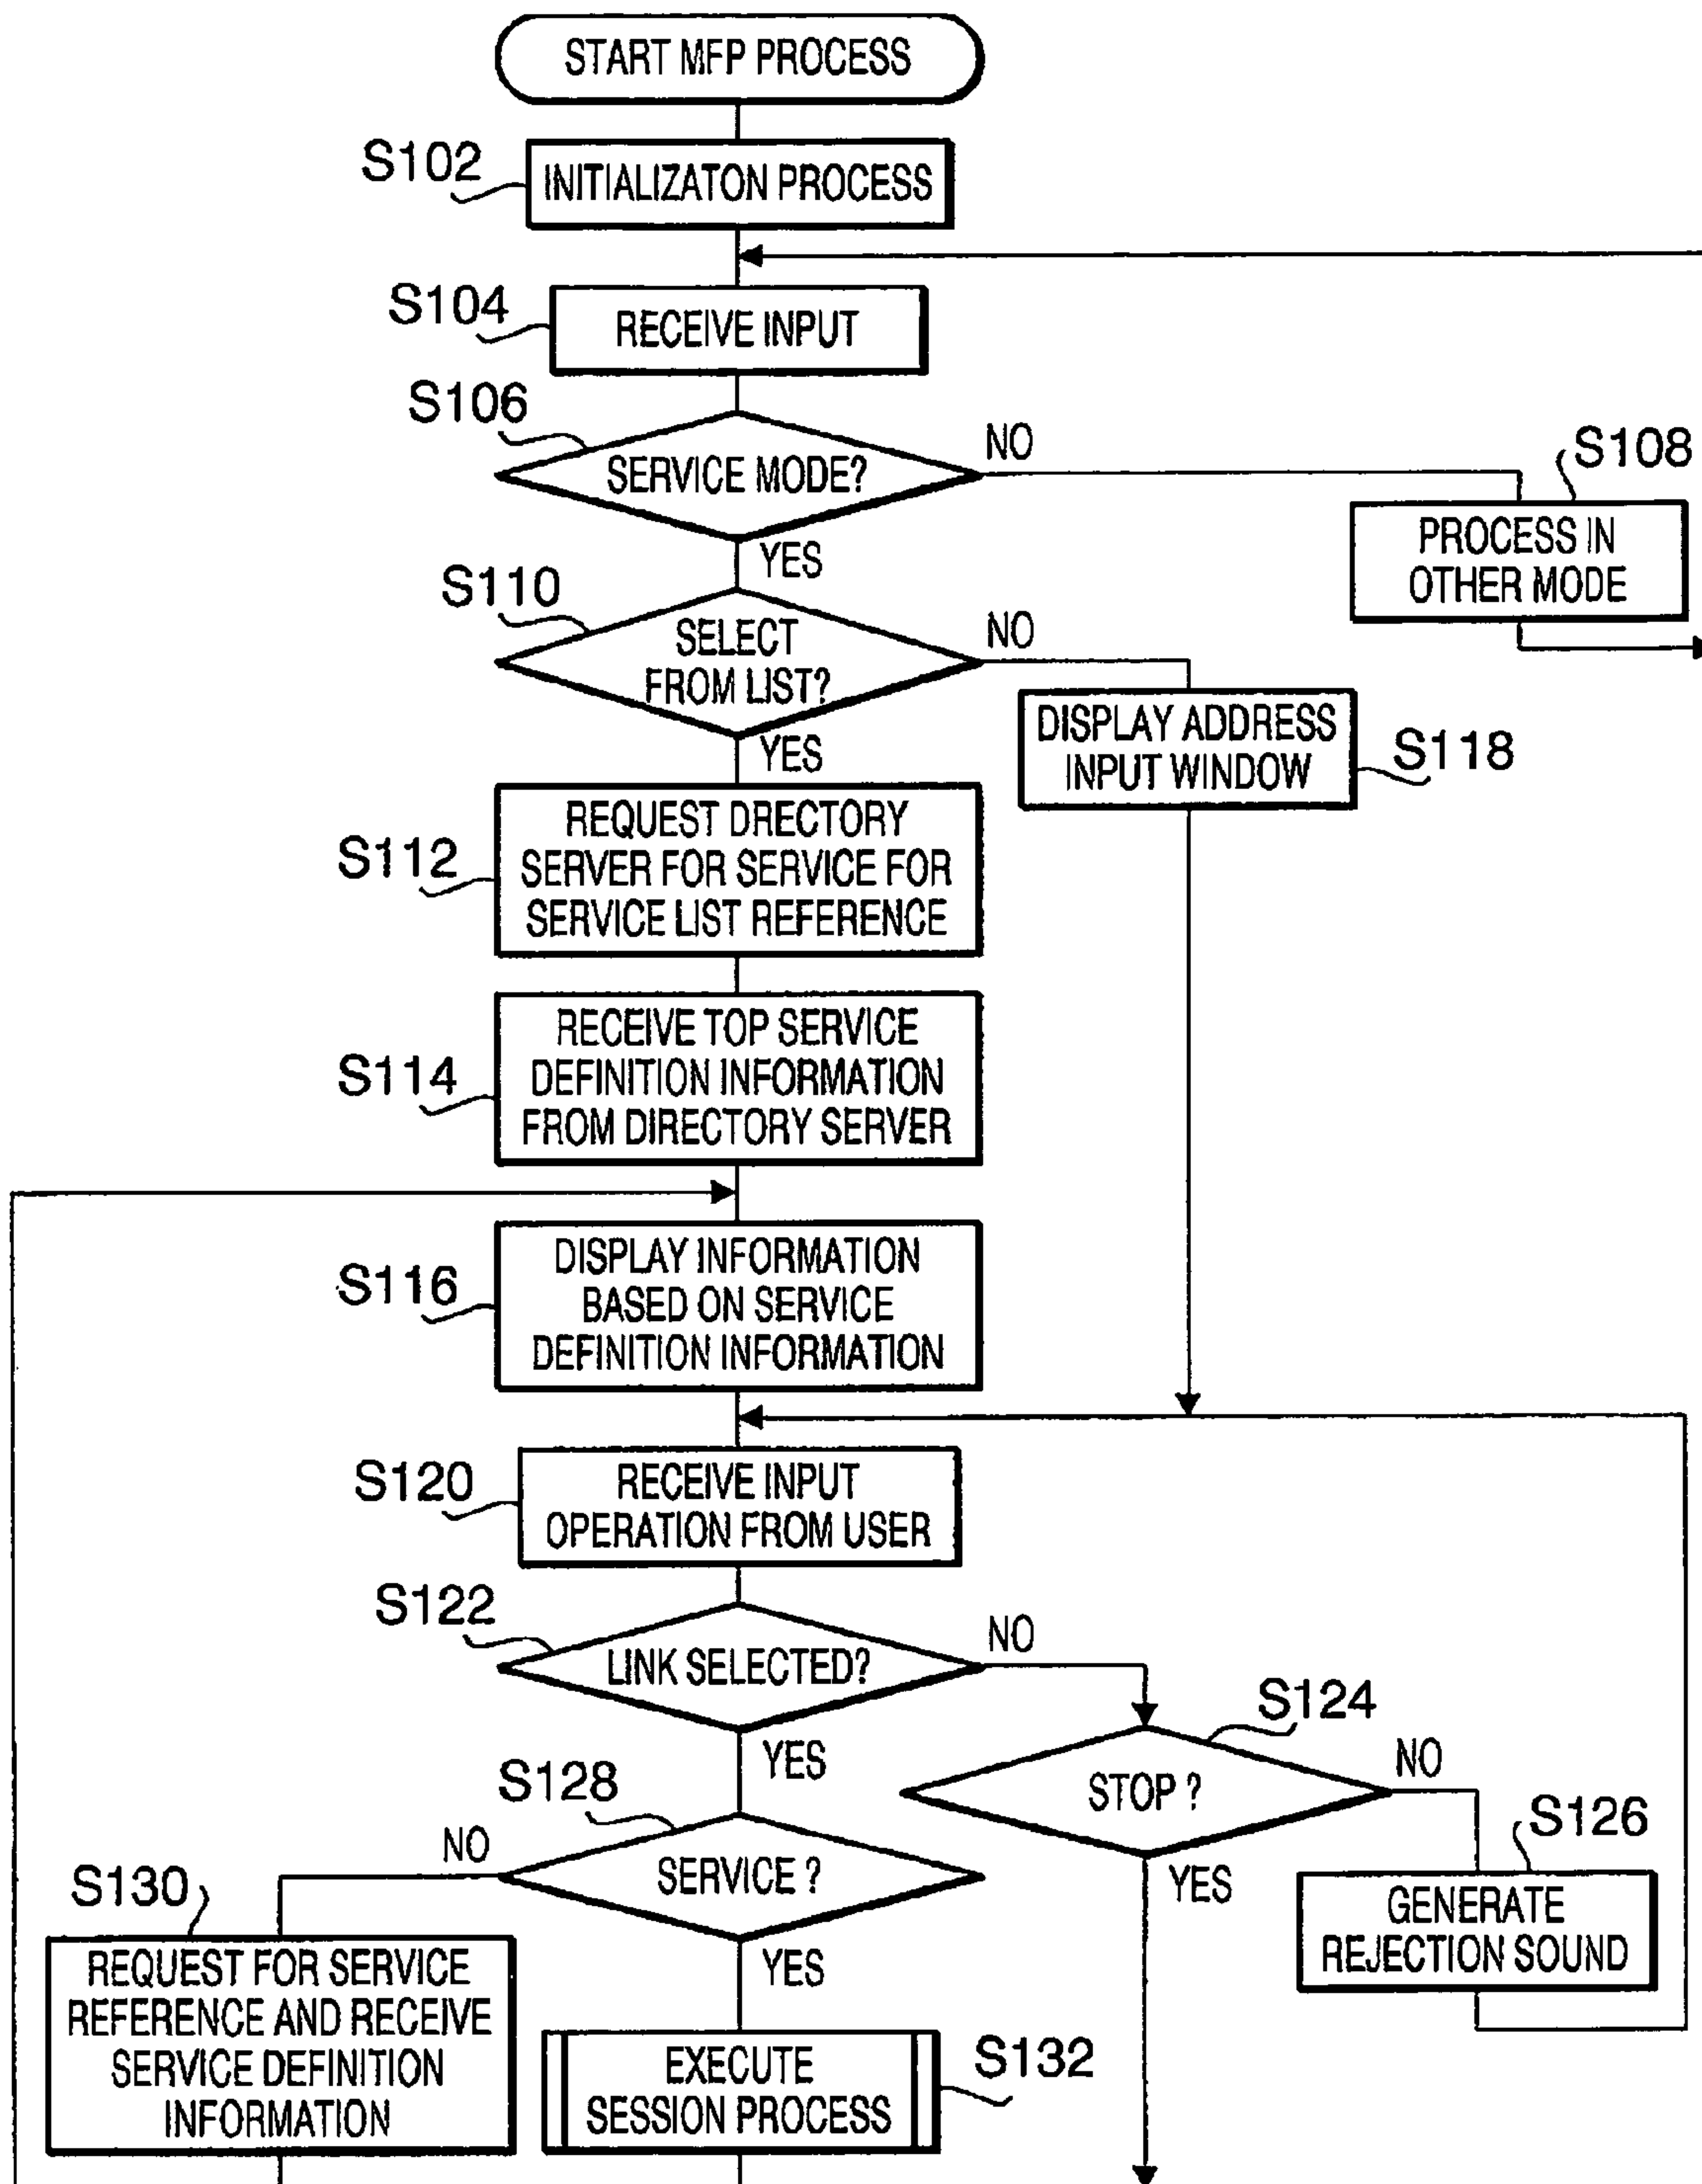 START MFP PROCESS
S102
INITIALIZATON PROCESS
S104
RECEIVE INPUT
S106
SERVICE MODE?
NO
S108
PROCESS IN
OTHER MODE
YES
S110
SELECT
FROM LIST?
NO
DISPLAY ADDRESS
INPUT WINDOW
S118
YES
S112
REQUEST DRECTORY
SERVER FOR SERVICE FOR
SERVICE LIST REFERENCE
S114
RECEIVE TOP SERVICE
DEFINITION INFORMATION
FROM DIRECTORY SERVER
S116
DISPLAY INFORMATION
BASED ON SERVICE
DEFINITION INFORMATION
S120
RECEIVE INPUT
OPERATION FROM USER
S122
LINK SELECTED?
NO
S124
STOP ?
NO
YES
S126
GENERATE
REJECTION SOUND
YES
S128
SERVICE ?
NO
S130
REQUEST FOR SERVICE
REFERENCE AND RECEIVE
SERVICE DEFINITION
INFORMATION
YES
EXECUTE
SESSION PROCESS
S132